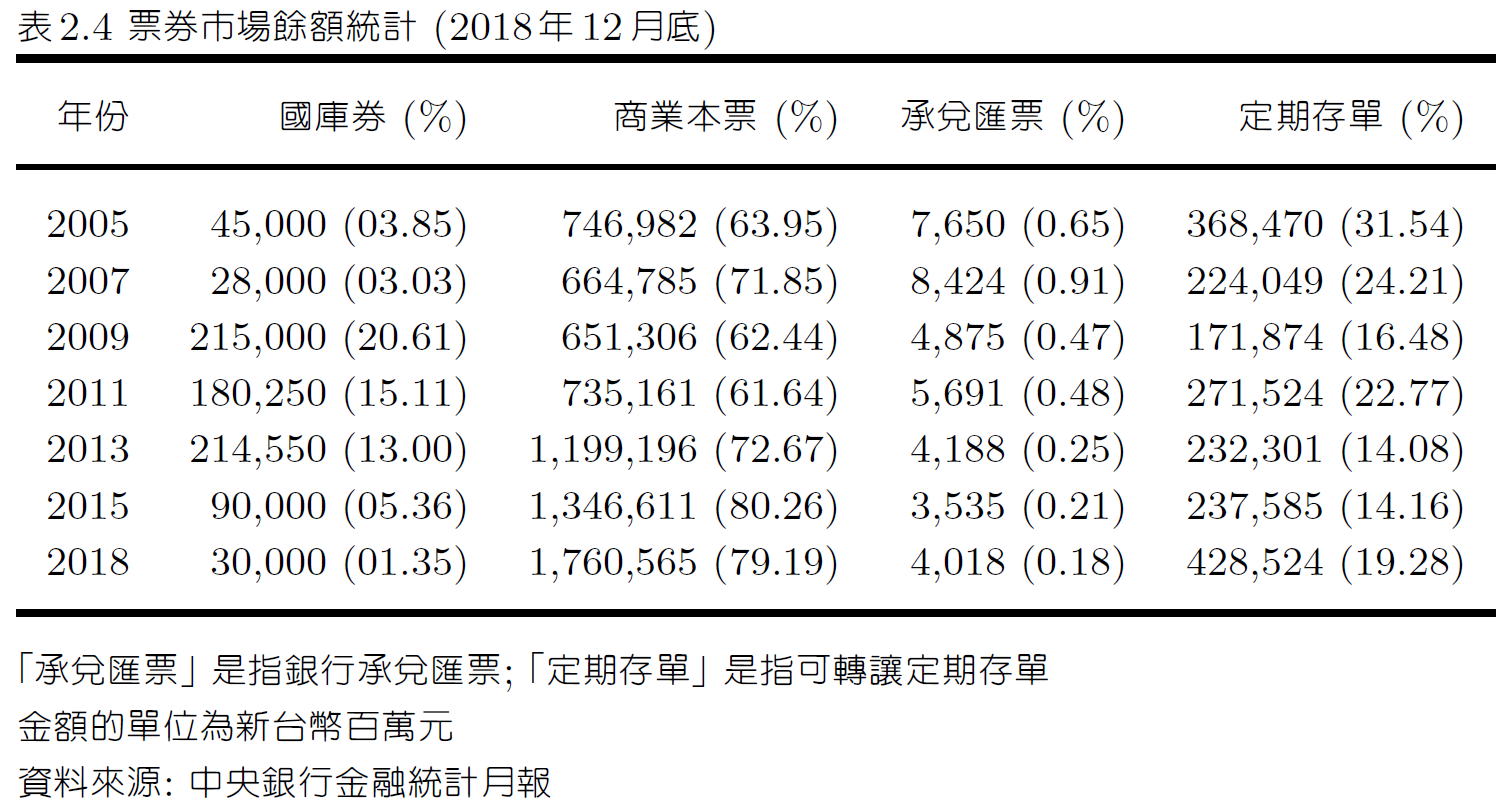 表2.4 票券市場餘額統計 (2018年12月底)
年份 國庫券 (%) 商業本票 (%) 承兌匯票 (%) 定期存單 (%)
2005 45,000 (03.85) 746,982 (63.95) 7,650 (0.65) 368,470 (31.54)
2007 28,000 (03.03) 664,785 (71.85) 8,424 (0.91) 224,049 (24.21)
2009 215,000 (20.61) 651,306 (62.44) 4,875 (0.47) 171,874 (16.48)
2011 180,250 (15.11) 735,161 (61.64) 5,691 (0.48) 271,524 (22.77)
2013 214,550 (13.00) 1,199,196 (72.67) 4,188 (0.25) 232,301 (14.08)
2015 90,000 (05.36) 1,346,611 (80.26) 3,535 (0.21) 237,585 (14.16)
2018 30,000 (01.35) 1,760,565 (79.19) 4,018 (0.18) 428,524 (19.28)
「承兌匯票」是指銀行承兌匯票;「定期存單」是指可轉讓定期存單
金額的單位為新台幣百萬元
資料來源: 中央銀行金融統計月報